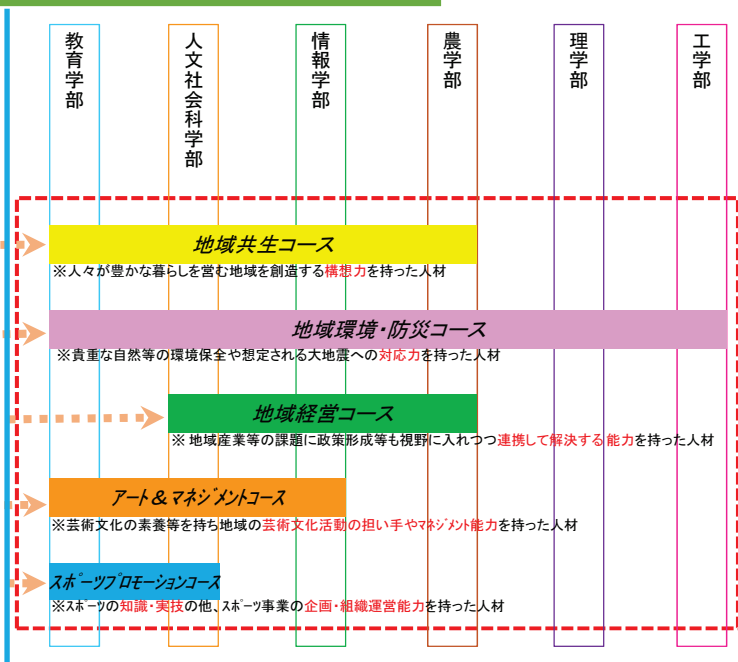 教育学部
人文社会科学部
情報学部
農学部
理学部
工学部
地域共生コース
※人々が豊かな暮らしを営む地域を創造する構想力を持った人材
地域環境・防災コース
※貴重な自然等の環境保全や想定される大地震への対応力を持った人材
地域経営コース
※ 地域産業等の課題に政策形成等も視野に入れつつ連携して解決する能力を持った人材
アート＆マネジメントコース
※芸術文化の素養等を持ち地域の芸術文化活動の担い手やマネジメント能力を持った人材
スポーツプロモーションコース
※スポーツの知識・実技の他、スポーツ事業の企画・組織運営能力を持った人材